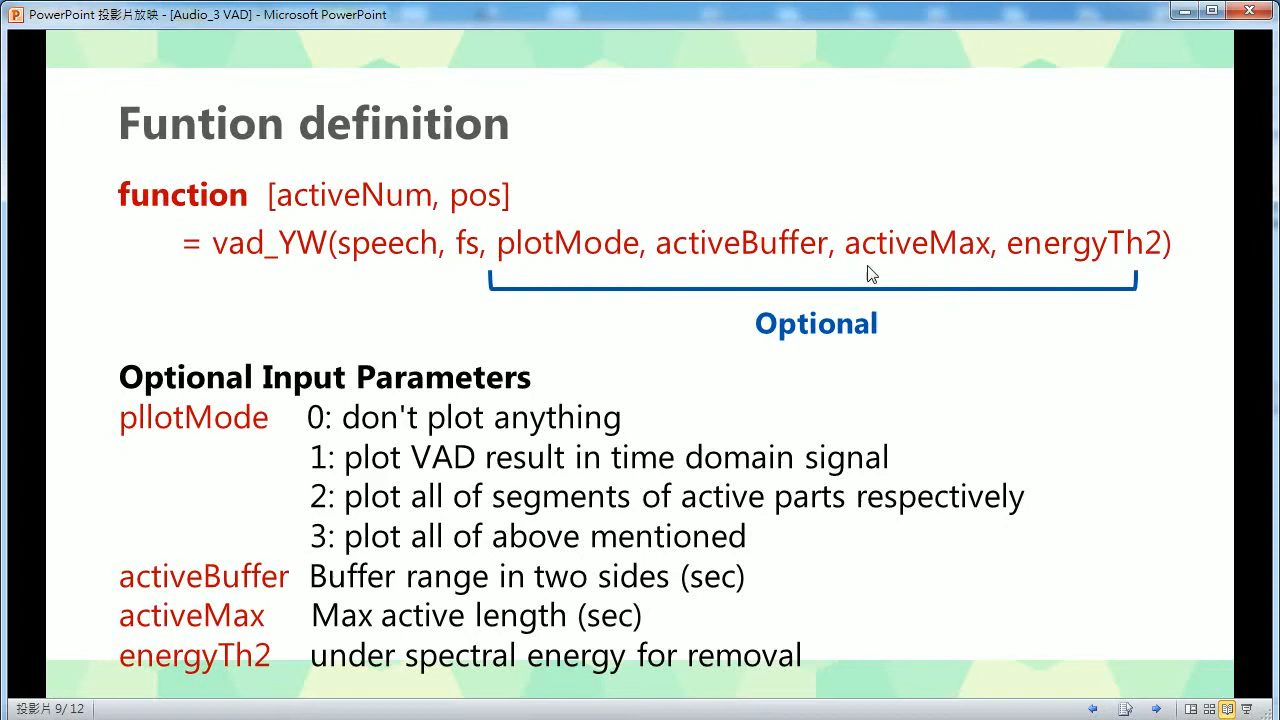 PowerPoint 投影片放映 - [Audio_3 VAD] - Microsoft PowerPoint
Funtion definition
function [activeNum, pos]
= vad_YW(speech, fs, plotMode, activeBuffer, activeMax, energyTh2)
Optional
Optional Input Parameters
pllotMode 0: don't plot anything
1: plot VAD result in time domain signal
2: plot all of segments of active parts respectively
3: plot all of above mentioned
activeBuffer Buffer range in two sides (sec)
activeMax Max active length (sec)
energyTh2 under spectral energy for removal
投影片 9/ 12